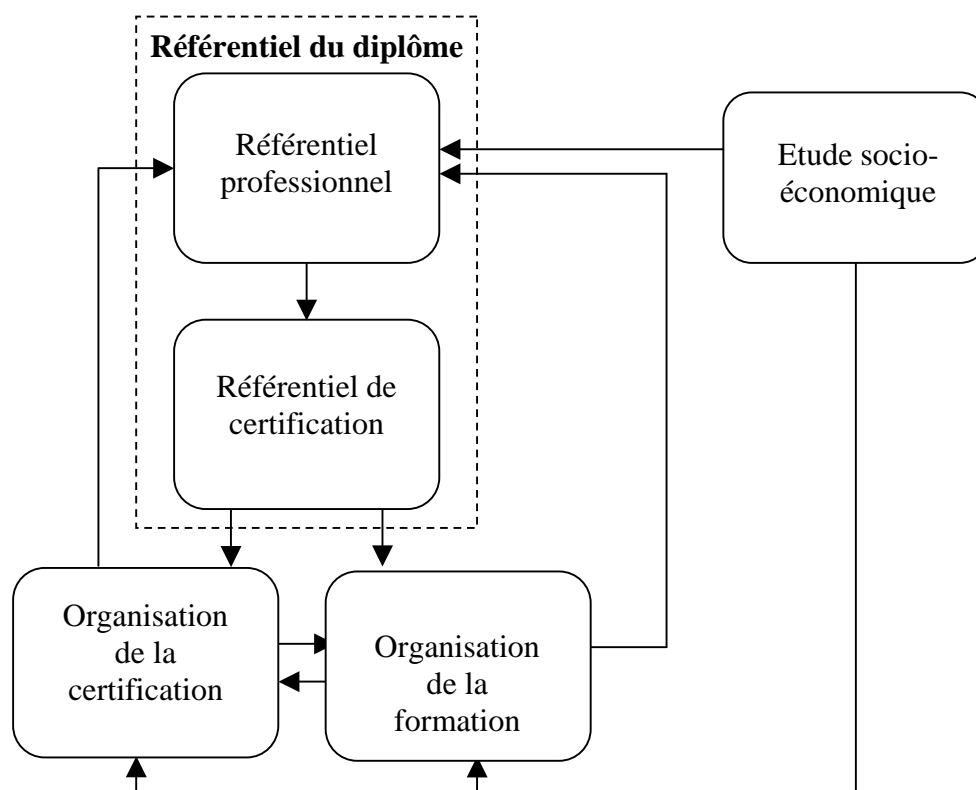 Référentiel du diplôme
Référentiel
professionnel
Etude socio-
économique
Référentiel de
certification
Organisation
de la
certification
Organisation
de la
formation